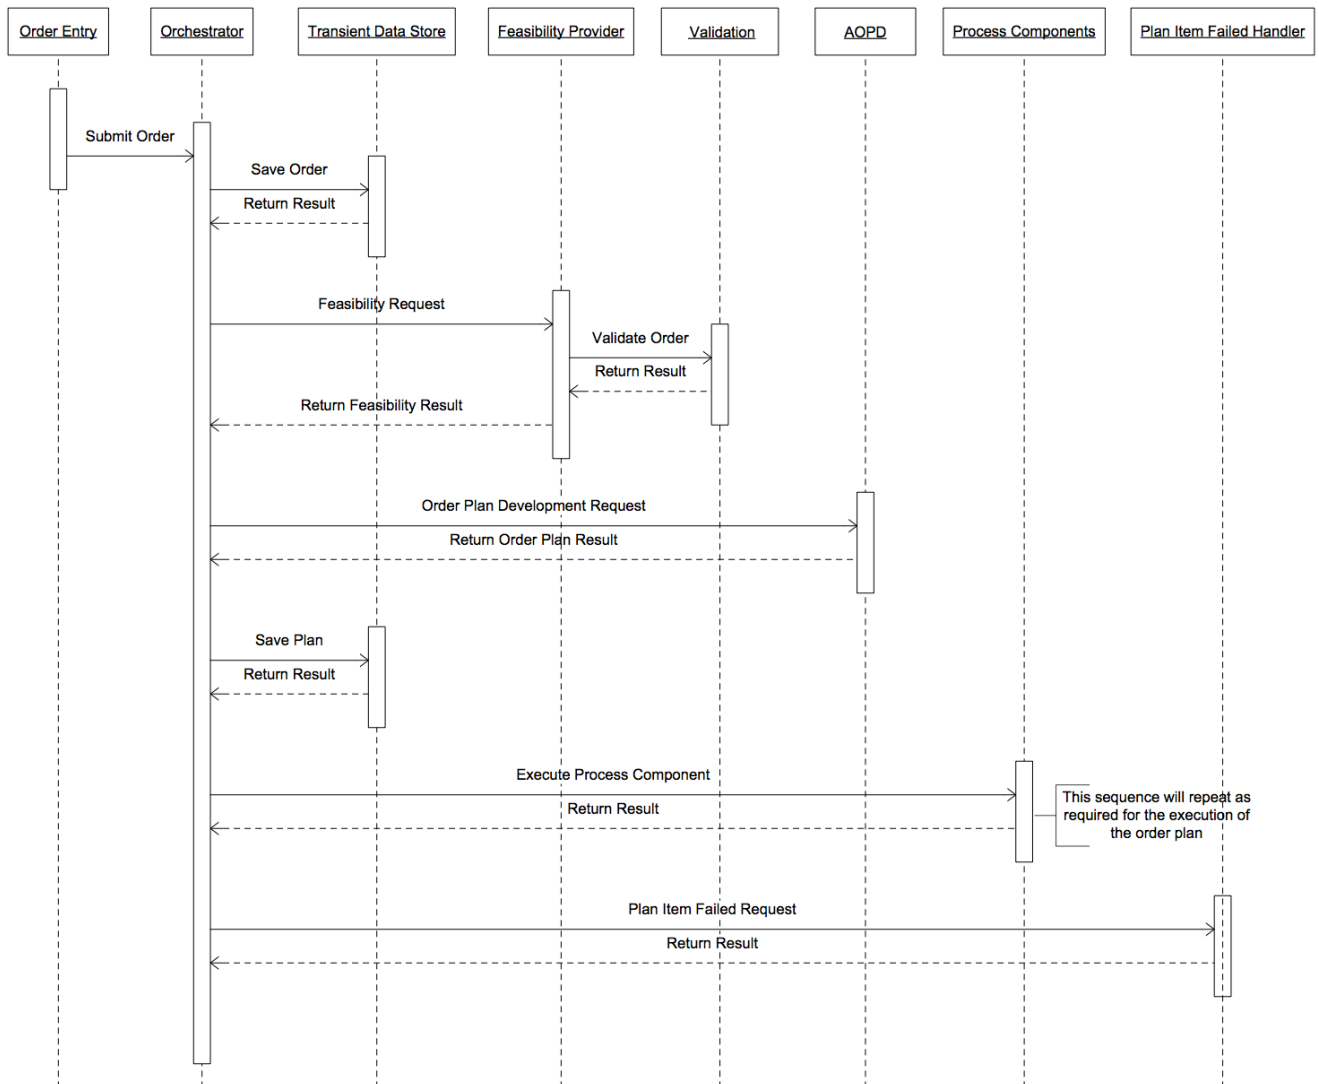 Order Entry
Orchestrator
Transient Data Store
Feasibility Provider
Validation
AOPD
Process Components
Plan Item Failed Handler
Submit Order
Save Order
Return Result
Feasibility Request
Validate Order
Return Result
Return Feasibility Result
Order Plan Development Request
Return Order Plan Result
Save Plan
Return Result
Execute Process Component
Return Result
This sequence will repeat as
required for the execution of
the order plan
Plan Item Failed Request
Return Result